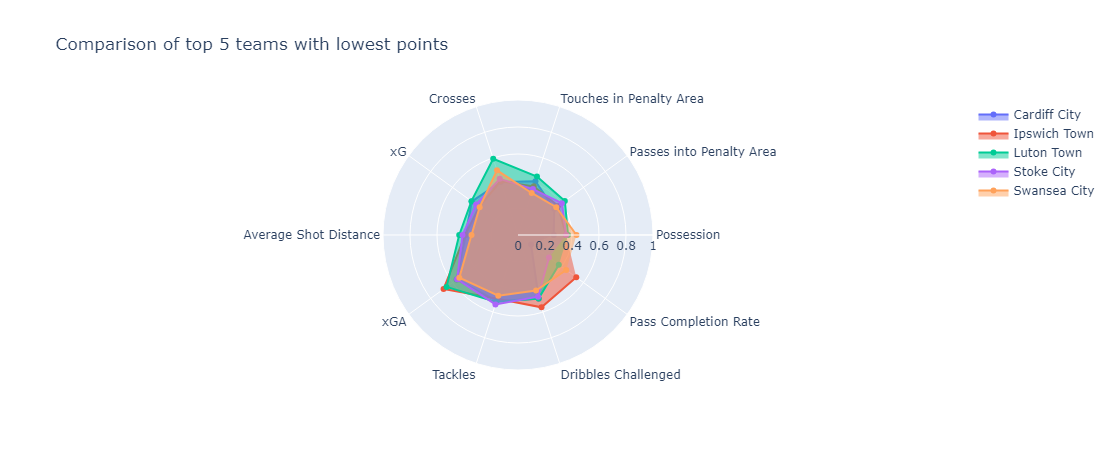 Comparison of top 5 teams with lowest points
Crosses
Touches in Penalty Area
xG
Passes into Penalty Area
Average Shot Distance
Possession
0 0.2 0.4 0.6 0.8 1
xGA
Pass Completion Rate
Tackles
Dribbles Challenged
Cardiff City
Ipswich Town
Luton Town
Stoke City
Swansea City